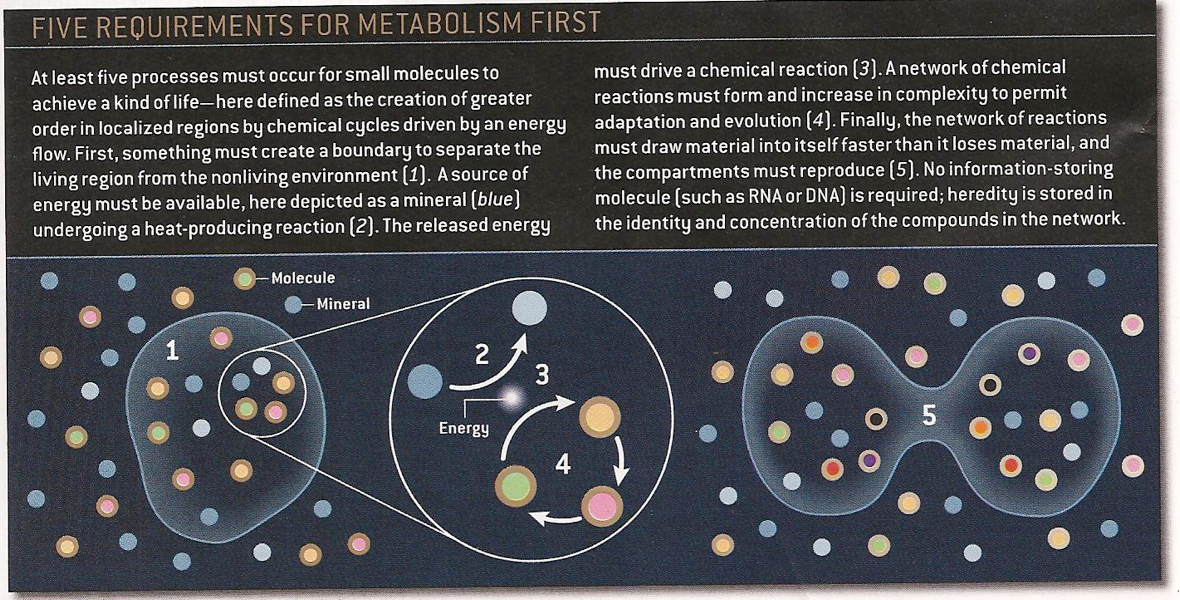 FIVE REQUIREMENTS FOR METABOLISM FIRST
At least five processes must occur for small molecules to
achieve a kind of life—here defined as the creation of greater
order in localized regions by chemical cycles driven by an energy
flow. First, something must create a boundary to separate the
living region from the nonliving environment (1). A source of
energy must be available, here depicted as a mineral (blue)
undergoing a heat-producing reaction (2). The released energy
must drive a chemical reaction (3). A network of chemical
reactions must form and increase in complexity to permit
adaptation and evolution (4). Finally, the network of reactions
must draw material into itself faster than it loses material, and
the compartments must reproduce (5). No information-storing
molecule (such as RNA or DNA) is required; heredity is stored in
the identity and concentration of the compounds in the network.
Molecule
Mineral
1
2
3
Energy
4
5